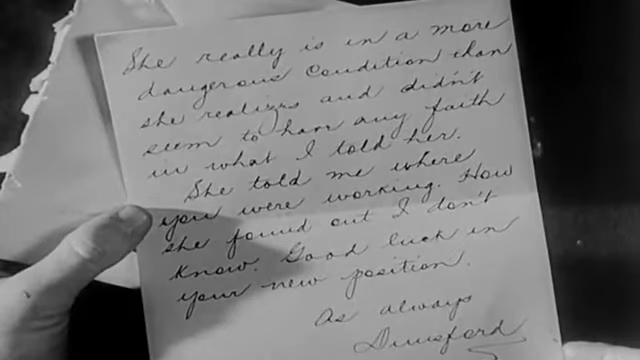 She really is in a more
dangerous condition than
she realizes and didn't
seem to have any faith
in what I told her.
She told me where
you were working. How
she found out I don't
know. Good luck in
your new position.
As always
Dunsford